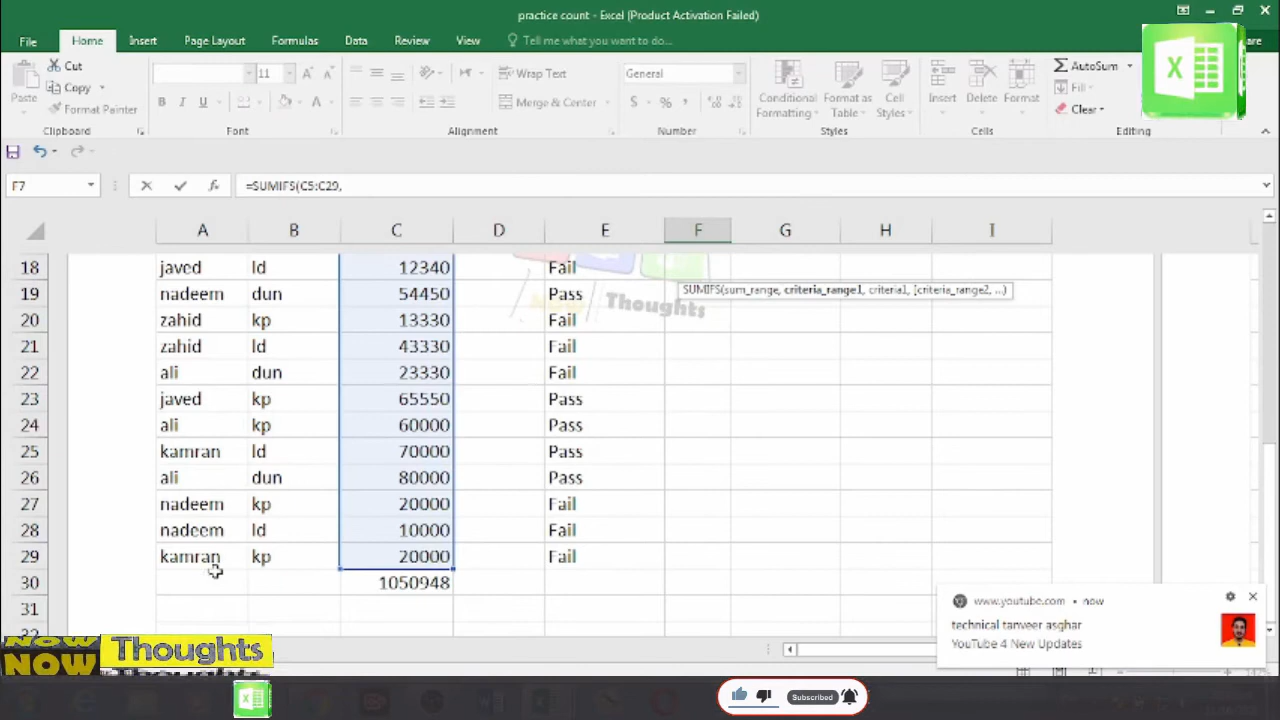 practice count - Excel (Product Activation Failed)
File Home Insert Page Layout Formulas Data Review View Tell me what you want to do...
Cut
Copy
Format Painter
Paste
Clipboard
11
B I U
Font
Wrap Text
Merge & Center
Alignment
General
$ % ,
Number
Conditional Formatting
Format as Table
Cell Styles
Styles
Insert
Delete
Format
Cells
AutoSum
Fill
Clear
Editing
F7 =SUMIFS(C5:C29,
A B C D E F G H I
18 javed ld 12340 Fail
19 nadeem dun 54450 Pass
SUMIFS(sum_range, criteria_range1, criteria1, [criteria_range2, ...)
Now Thoughts
20 zahid kp 13330 Fail
21 zahid ld 43330 Fail
22 ali dun 23330 Fail
23 javed kp 65550 Pass
24 ali kp 60000 Pass
25 kamran ld 70000 Pass
26 ali dun 80000 Pass
27 nadeem kp 20000 Fail
28 nadeem ld 10000 Fail
29 kamran kp 20000 Fail
30 1050948
31
32
www.youtube.com • now
technical tanveer asghar
YouTube 4 New Updates
NOW Thoughts
Subscribed